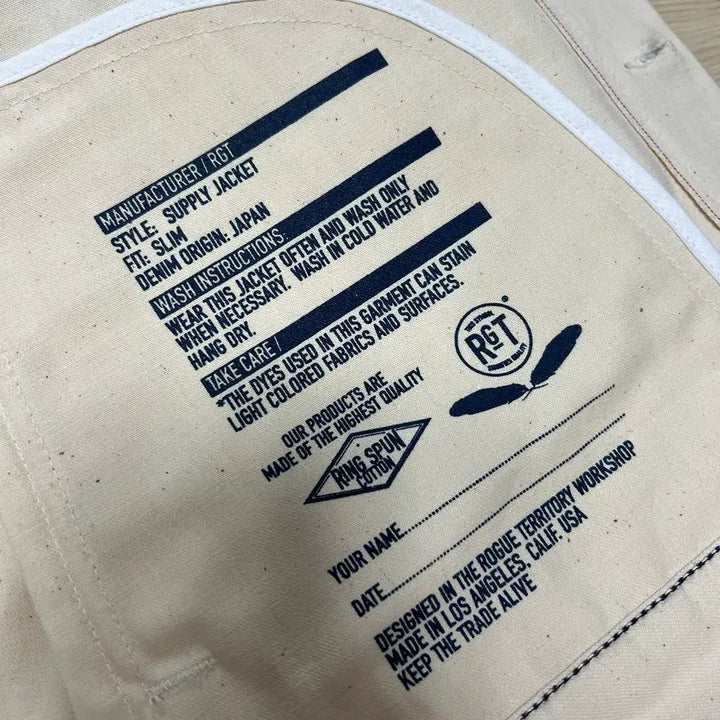 MANUFACTURER / RGT
STYLE: SUPPLY JACKET
FIT: SLIM
DENIM ORIGIN: JAPAN
WASH INSTRUCTIONS:
WEAR THIS JACKET OFTEN AND WASH ONLY
WHEN NECESSARY. WASH IN COLD WATER AND
HANG DRY.
TAKE CARE /
*THE DYES USED IN THIS GARMENT CAN STAIN
LIGHT COLORED FABRICS AND SURFACES.
RGT
®
OUR PRODUCTS ARE
MADE OF THE HIGHEST QUALITY
RING SPUN
COTTON
YOUR NAME
DATE
DESIGNED IN THE ROGUE TERRITORY WORKSHOP
MADE IN LOS ANGELES, CALIF. USA
KEEP THE TRADE ALIVE